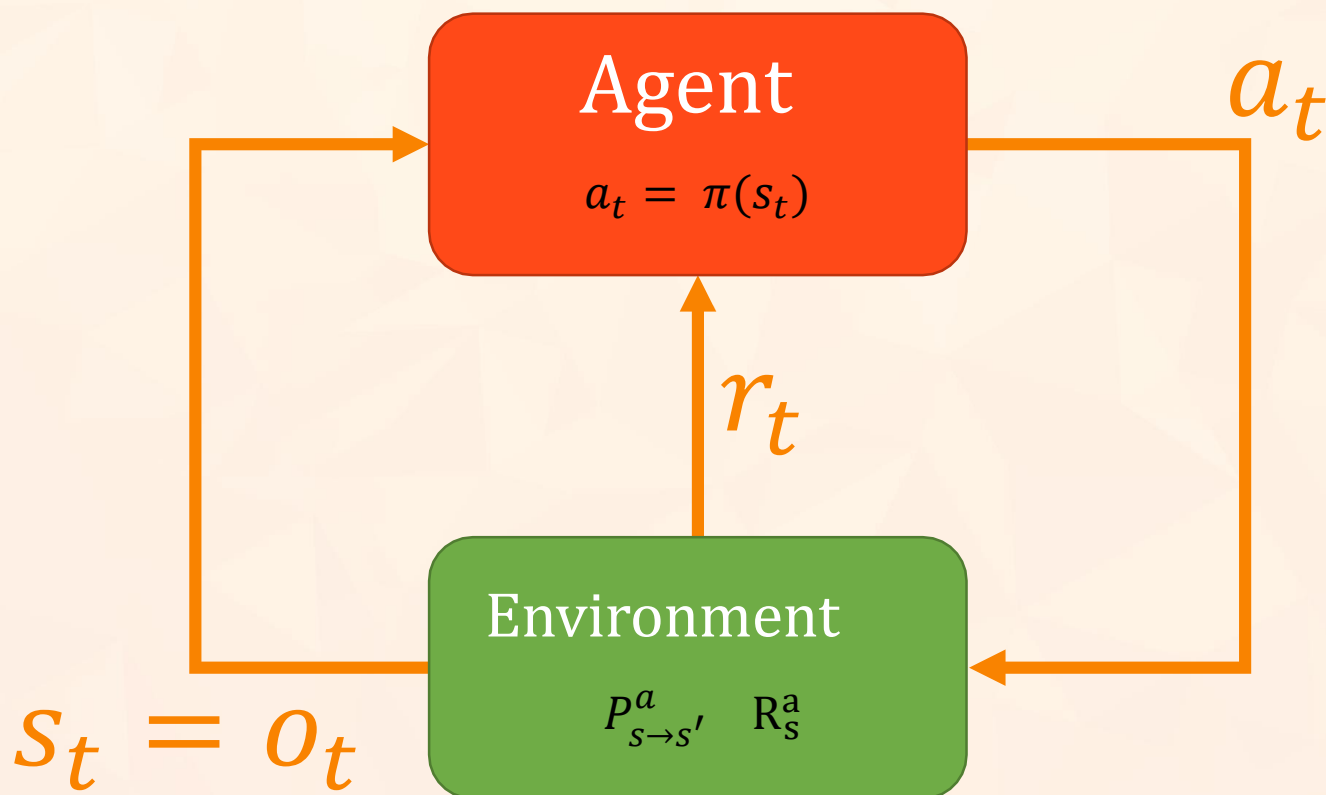 Agent
a_t = π(s_t)
a_t
r_t
Environment
P^a_{s→s′}  R^a_s
s_t = o_t